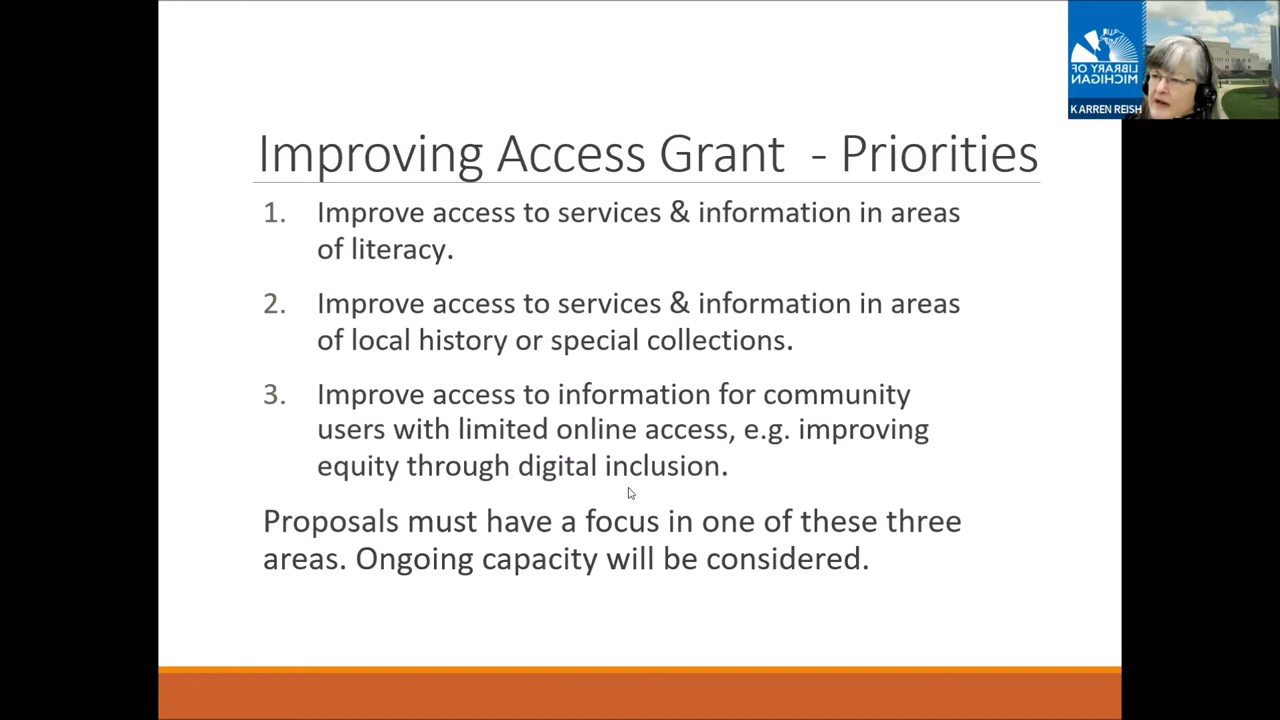 LIBRARY OF
MICHIGAN
KARREN REISH
Improving Access Grant - Priorities
1. Improve access to services & information in areas
of literacy.
2. Improve access to services & information in areas
of local history or special collections.
3. Improve access to information for community
users with limited online access, e.g. improving
equity through digital inclusion.
Proposals must have a focus in one of these three
areas. Ongoing capacity will be considered.